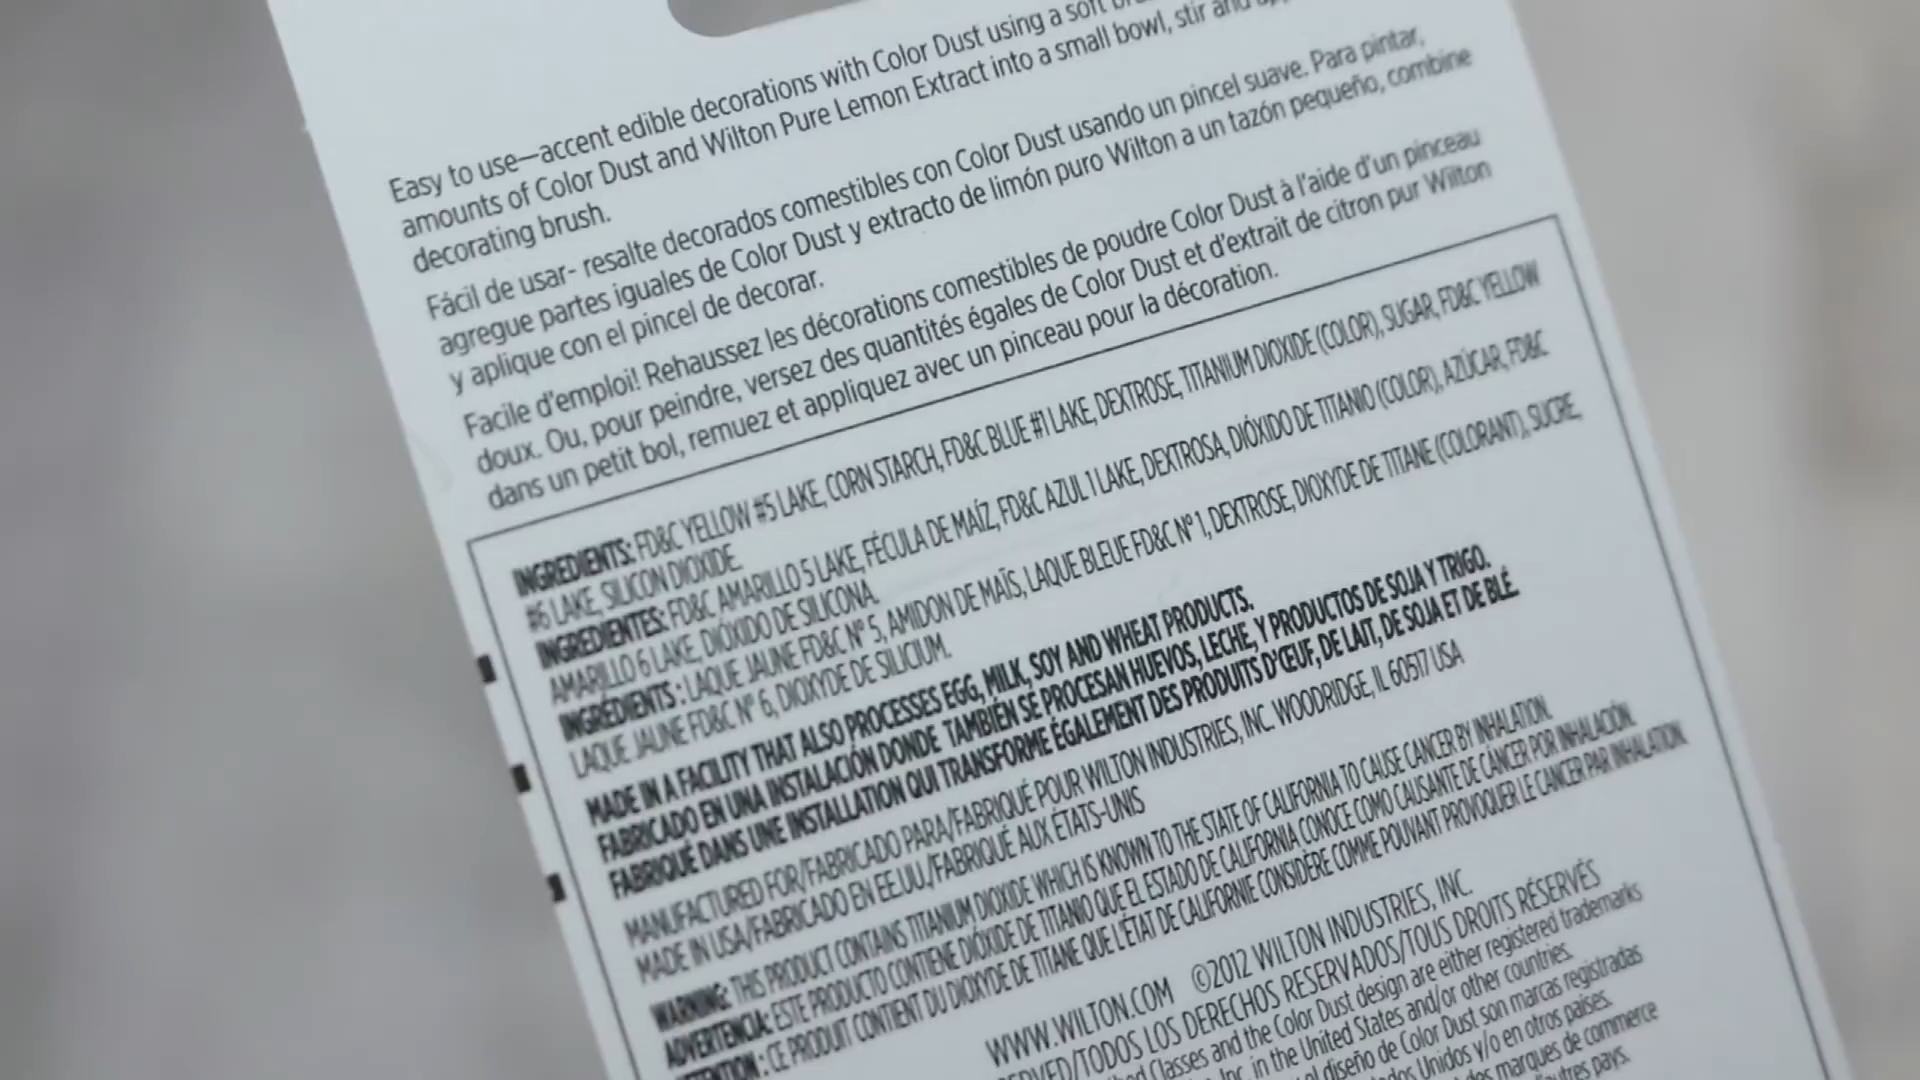 Easy to use—accent edible decorations with Color Dust using a soft
amounts of Color Dust and Wilton Pure Lemon Extract into a small bowl, stir and
decorating brush.
Fácil de usar- resalte decorados comestibles con Color Dust usando un pincel suave. Para pintar,
agregue partes iguales de Color Dust y extracto de limón puro Wilton a un tazón pequeño, combine
y aplique con el pincel de decorar.
Facile d'emploi! Rehaussez les décorations comestibles de poudre Color Dust à l'aide d'un pinceau
doux. Ou, pour peindre, versez des quantités égales de Color Dust et d'extrait de citron pur Wilton
dans un petit bol, remuez et appliquez avec un pinceau pour la décoration.
INGREDIENTS: FD&C YELLOW #5 LAKE, CORN STARCH, FD&C BLUE #1 LAKE, DEXTROSE, TITANIUM DIOXIDE (COLOR), SUGAR, FD&C YELLOW
#6 LAKE, SILICON DIOXIDE.
INGREDIENTES: FD&C AMARILLO 5 LAKE, FÉCULA DE MAÍZ, FD&C AZUL 1 LAKE, DEXTROSA, DIÓXIDO DE TITANIO (COLOR), AZÚCAR, FD&C
AMARILLO 6 LAKE, DIÓXIDO DE SILICONA.
INGRÉDIENTS : LAQUE JAUNE FD&C Nº 5, AMIDON DE MAÏS, LAQUE BLEUE FD&C Nº 1, DEXTROSE, DIOXYDE DE TITANE (COLORANT), SUCRE,
LAQUE JAUNE FD&C Nº 6, DIOXYDE DE SILICIUM.
MADE IN A FACILITY THAT ALSO PROCESSES EGG, MILK, SOY AND WHEAT PRODUCTS.
FABRICADO EN UNA INSTALACIÓN DONDE TAMBIÉN SE PROCESAN HUEVOS, LECHE, Y PRODUCTOS DE SOJA Y TRIGO.
FABRIQUÉ DANS UNE INSTALLATION QUI TRANSFORME ÉGALEMENT DES PRODUITS D'ŒUF, DE LAIT, DE SOJA ET DE BLÉ.
MANUFACTURED FOR/FABRICADO PARA/FABRIQUÉ POUR WILTON INDUSTRIES, INC. WOODRIDGE, IL 60517 USA
MADE IN USA/FABRICADO EN EE.UU./FABRIQUÉ AUX ÉTATS-UNIS
WARNING: THIS PRODUCT CONTAINS TITANIUM DIOXIDE WHICH IS KNOWN TO THE STATE OF CALIFORNIA TO CAUSE CANCER BY INHALATION.
ADVERTENCIA: ESTE PRODUCTO CONTIENE DIÓXIDE DE TITANIO QUE EL ESTADO DE CALIFORNIA CONOCE COMO CAUSANTE DE CÁNCER POR INHALACIÓN.
ATTENTION : CE PRODUIT CONTIENT DU DIOXYDE DE TITANE QUE L'ÉTAT DE CALIFORNIE CONSIDÈRE COMME POUVANT PROVOQUER LE CANCER PAR INHALATION.
WWW.WILTON.COM ©2012 WILTON INDUSTRIES, INC.
TODOS LOS DERECHOS RESERVADOS/TOUS DROITS RÉSERVÉS
Classes and the Color Dust design are either registered trademarks
Inc. in the United States and/or other countries.
el diseño de Color Dust son marcas registradas
Unidos y/o en otros países.
des marques de commerce
d'autres pays.